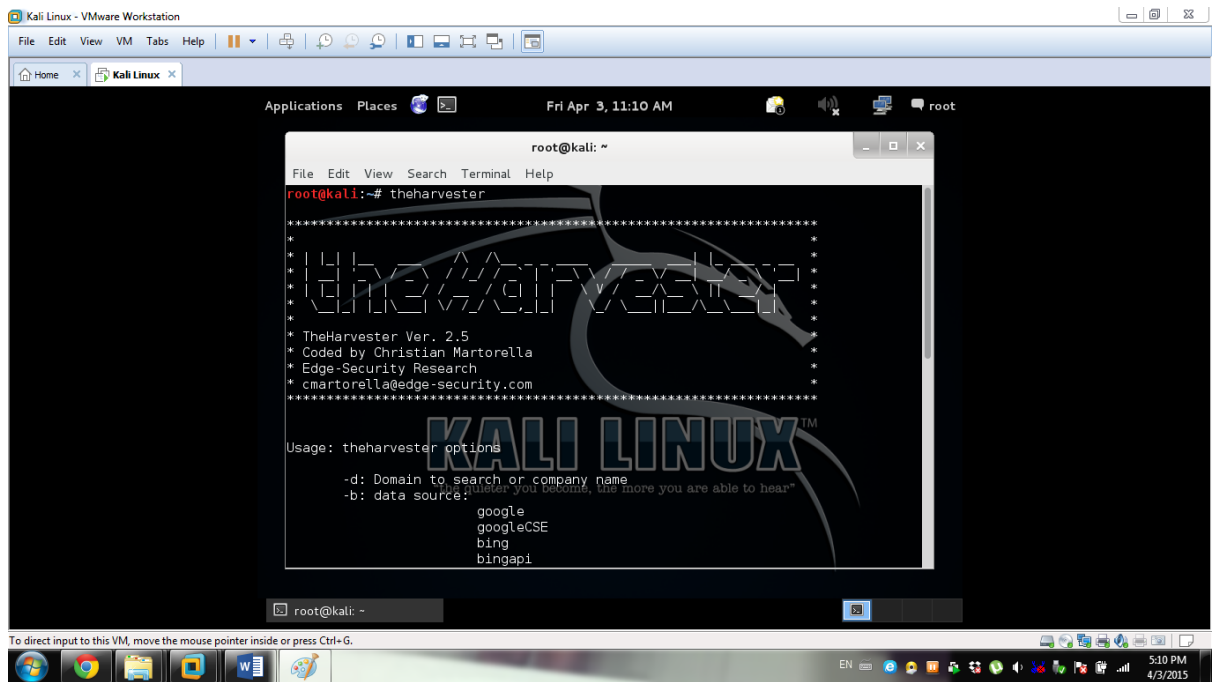 Kali Linux - VMware Workstation
File Edit View VM Tabs Help
Home Kali Linux
Applications Places Fri Apr 3, 11:10 AM root
root@kali: ~
File Edit View Search Terminal Help
root@kali:~# theharvester
*******************************************************************
* *
* theHarvester *
* *
* TheHarvester Ver. 2.5 *
* Coded by Christian Martorella *
* Edge-Security Research *
* cmartorella@edge-security.com *
*******************************************************************
KALI LINUX TM
"the quieter you become, the more you are able to hear"
Usage: theharvester options
-d: Domain to search or company name
-b: data source:
google
googleCSE
bing
bingapi
root@kali: ~
To direct input to this VM, move the mouse pointer inside or press Ctrl+G.
EN 5:10 PM
4/3/2015